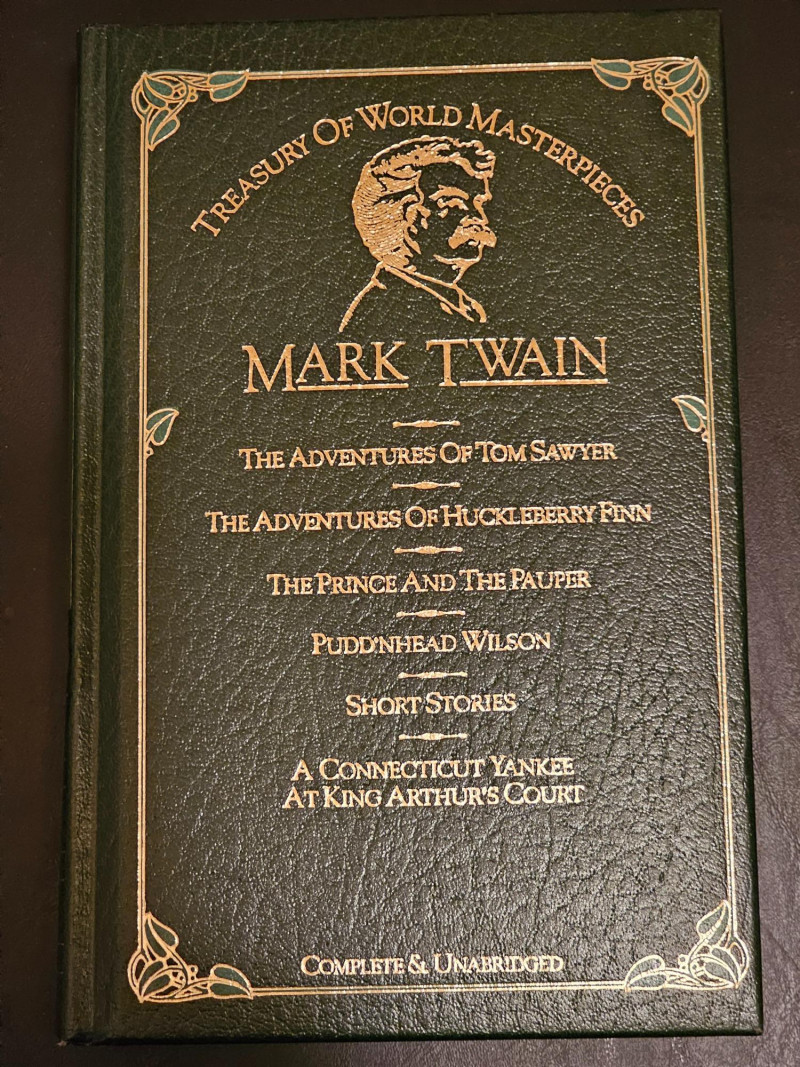 Treasury Of World Masterpieces
Mark Twain
The Adventures Of Tom Sawyer
The Adventures Of Huckleberry Finn
The Prince And The Pauper
Pudd'nhead Wilson
Short Stories
A Connecticut Yankee
At King Arthur's Court
Complete & Unabridged